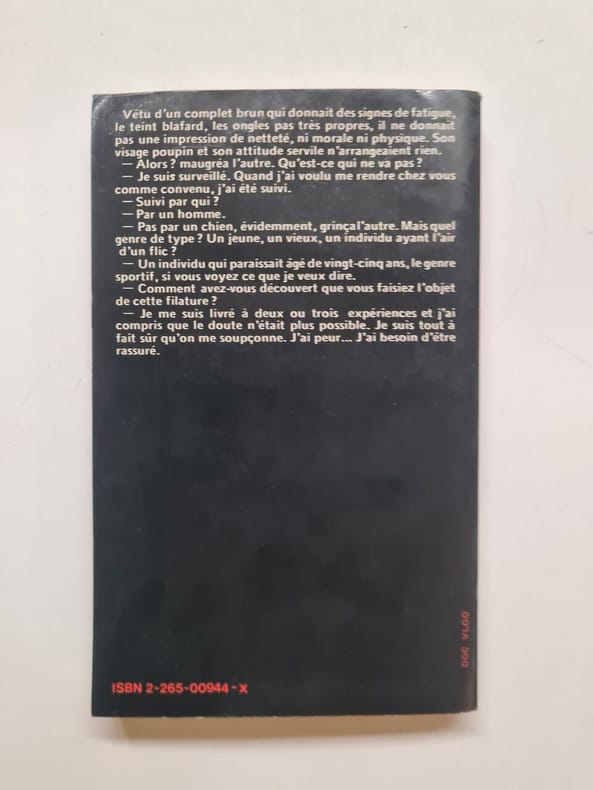 Vêtu d'un complet brun qui donnait des signes de fatigue,
le teint blafard, les ongles pas très propres, il ne donnait
pas une impression de netteté, ni morale ni physique. Son
visage poupin et son attitude servile n'arrangeaient rien.
— Alors ? maugréa l'autre. Qu'est-ce qui ne va pas ?
— Je suis surveillé. Quand j'ai voulu me rendre chez vous
comme convenu, j'ai été suivi.
— Suivi par qui ?
— Par un homme.
— Pas par un chien, évidemment, grinça l'autre. Mais quel
genre de type ? Un jeune, un vieux, un individu ayant l'air
d'un flic ?
— Un individu qui paraissait âgé de vingt-cinq ans, le genre
sportif, si vous voyez ce que je veux dire.
— Comment avez-vous découvert que vous faisiez l'objet
de cette filature ?
— Je me suis livré à deux ou trois expériences et j'ai
compris que le doute n'était plus possible. Je suis tout à
fait sûr qu'on me soupçonne. J'ai peur... J'ai besoin d'être
rassuré.
DOC VLOO
ISBN 2-265-00944-X